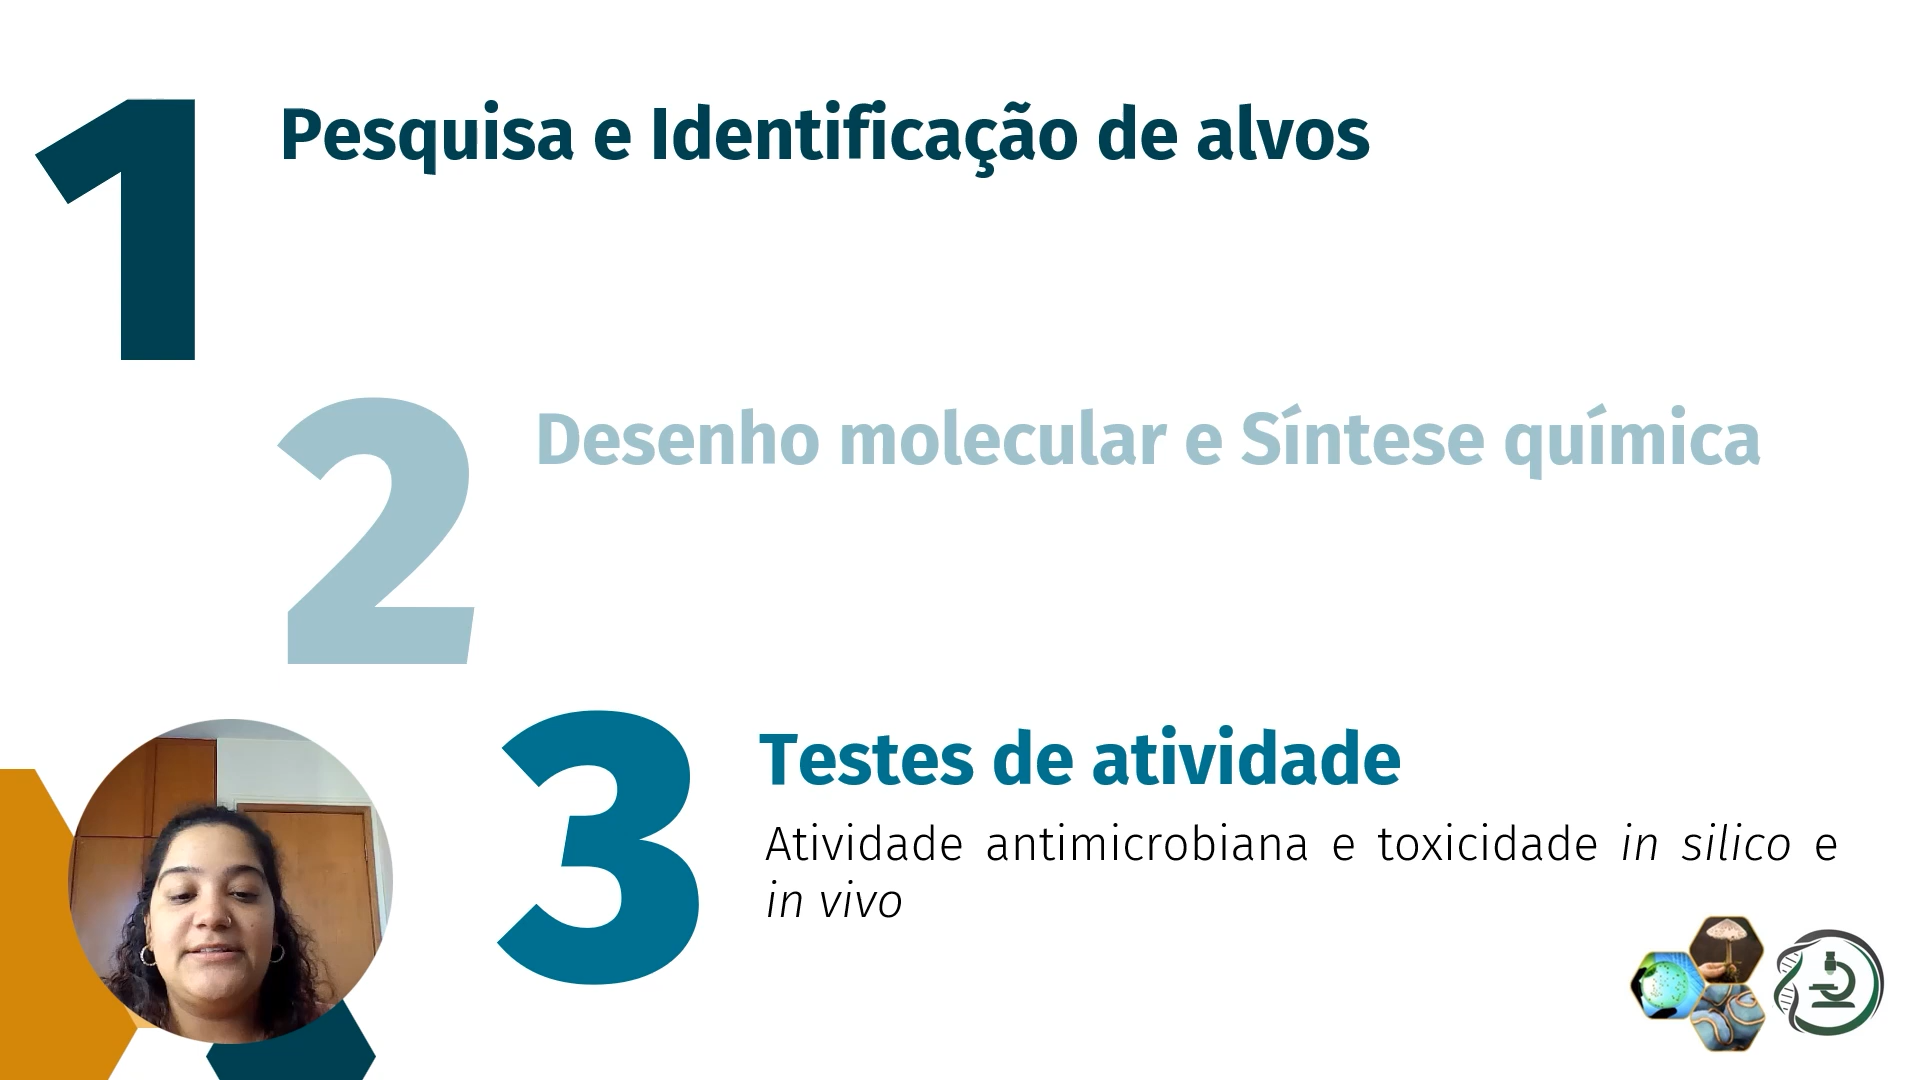 1
Pesquisa e Identificação de alvos
2
Desenho molecular e Síntese química
3
Testes de atividade
Atividade antimicrobiana e toxicidade in silico e
in vivo